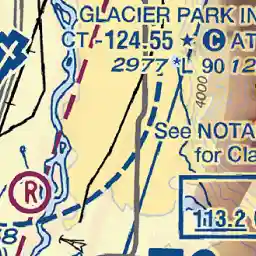 GLACIER PARK IN
CT - 124.55 ★ C AT
2977 *L 90 12
4000
See NOTA
for Cla
R
113.2